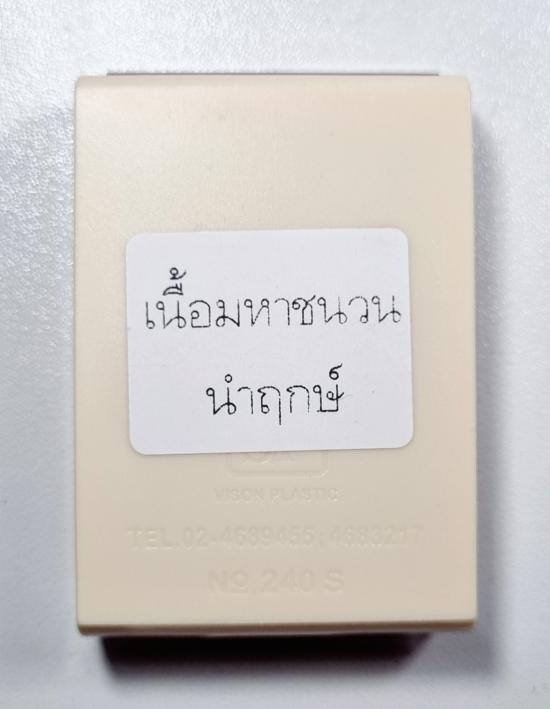 เนื้อมหาชนวน
นำฤกษ์
VISON PLASTIC
TEL.02-4689455, 4683217
NO.240 S